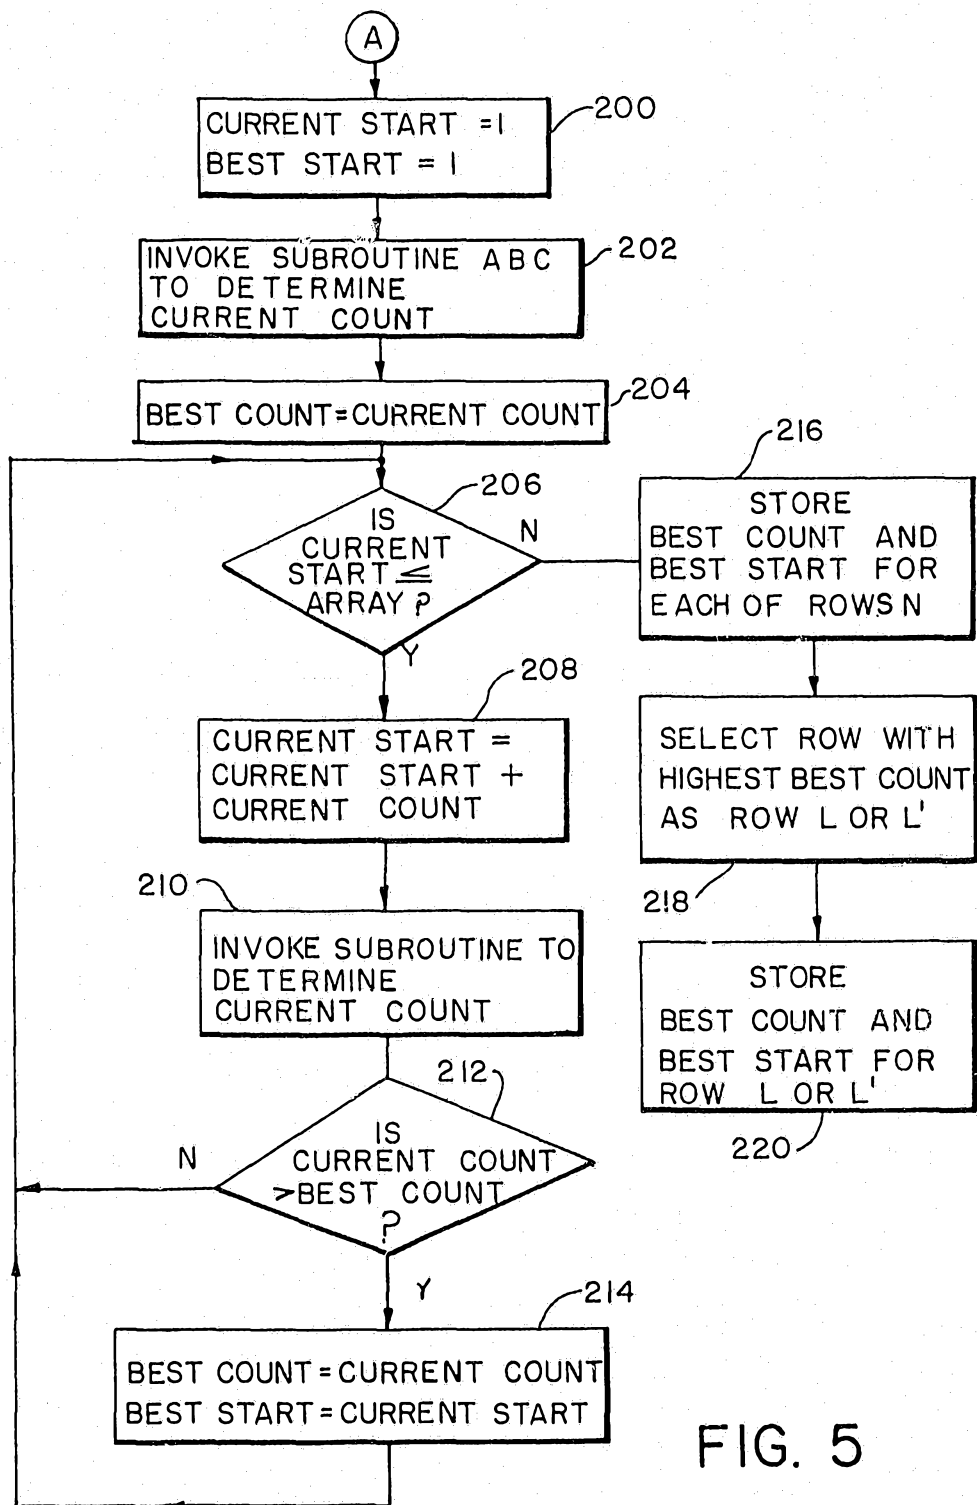 A
CURRENT START =1
BEST START = 1
200
INVOKE SUBROUTINE ABC
TO DETERMINE
CURRENT COUNT
202
BEST COUNT=CURRENT COUNT
204
IS
CURRENT
START ≤
ARRAY?
206
N
Y
216
STORE
BEST COUNT AND
BEST START FOR
EACH OF ROWS N
CURRENT START =
CURRENT START +
CURRENT COUNT
208
SELECT ROW WITH
HIGHEST BEST COUNT
AS ROW L OR L'
218
210
INVOKE SUBROUTINE TO
DETERMINE
CURRENT COUNT
STORE
BEST COUNT AND
BEST START FOR
ROW L OR L'
220
212
IS
CURRENT COUNT
>BEST COUNT
?
N
Y
214
BEST COUNT=CURRENT COUNT
BEST START=CURRENT START
FIG. 5